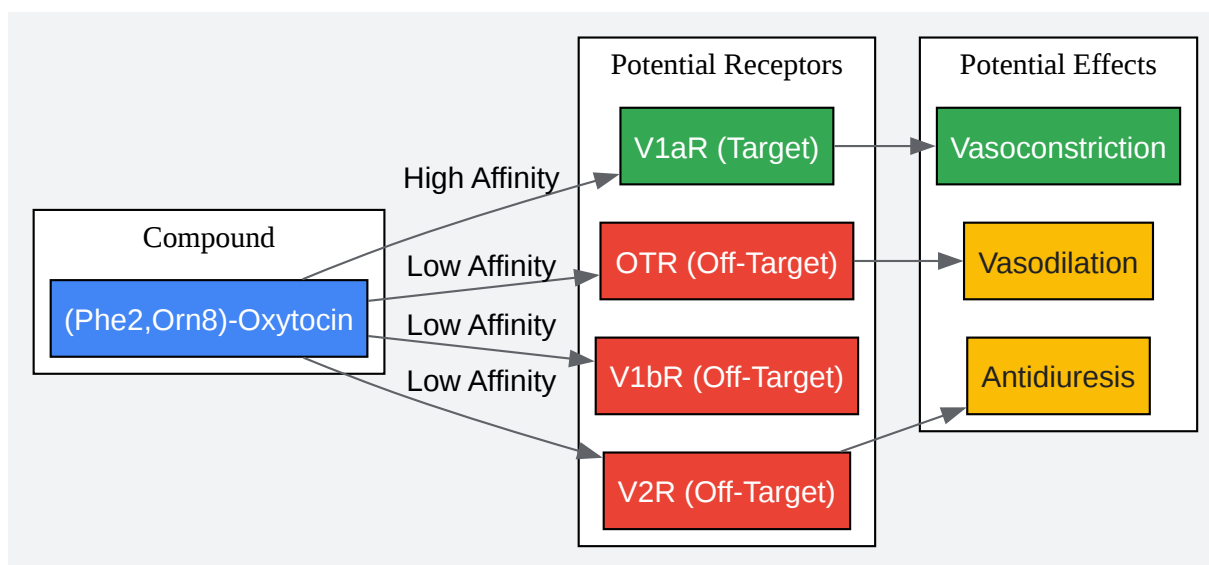 Compound
(Phe2,Orn8)-Oxytocin
High Affinity
Low Affinity
Low Affinity
Low Affinity
Potential Receptors
V1aR (Target)
OTR (Off-Target)
V1bR (Off-Target)
V2R (Off-Target)
Potential Effects
Vasoconstriction
Vasodilation
Antidiuresis